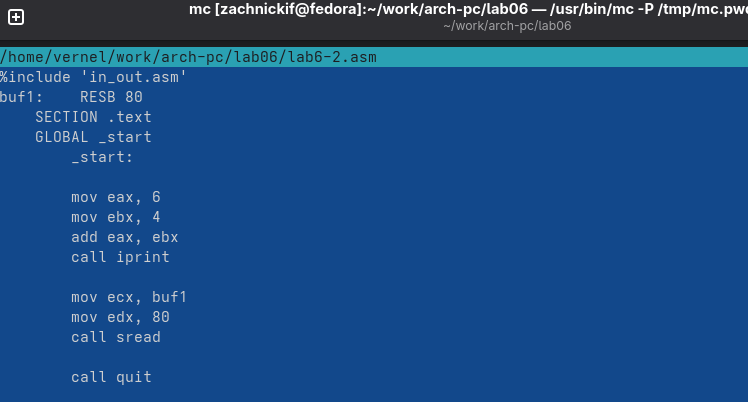 mc [zachnickif@fedora]:~/work/arch-pc/lab06 — /usr/bin/mc -P /tmp/mc.pwd
~/work/arch-pc/lab06
/home/vernel/work/arch-pc/lab06/lab6-2.asm
%include 'in_out.asm'
buf1:    RESB 80
    SECTION .text
    GLOBAL _start
        _start:
        mov eax, 6
        mov ebx, 4
        add eax, ebx
        call iprint
        mov ecx, buf1
        mov edx, 80
        call sread
        call quit